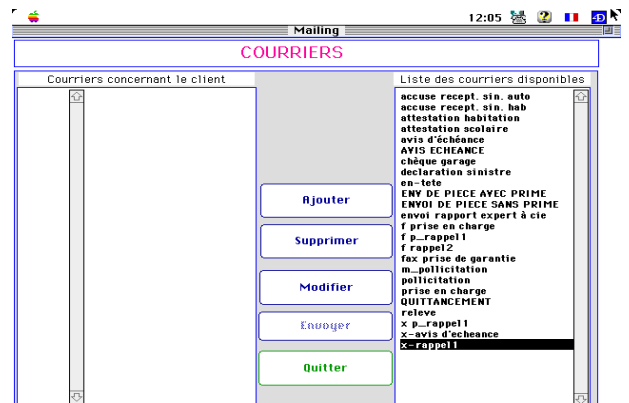 12:05
Mailing
COURRIERS
Courriers concernant le client
Liste des courriers disponibles
accuse recept. sin. auto
accuse recept. sin. hab
attestation habitation
attestation scolaire
avis d'échéance
AVIS ECHEANCE
chèque garage
declaration sinistre
en-tete
ENV DE PIECE AVEC PRIME
ENVOI DE PIECE SANS PRIME
envoi rapport expert à cie
f prise en charge
f p_rappel1
f rappel2
fax prise de garantie
m_pollicitation
pollicitation
prise en charge
QUITTANCEMENT
releve
x p_rappel1
x-avis d'echeance
x-rappel1
Ajouter
Supprimer
Modifier
Envoyer
Quitter